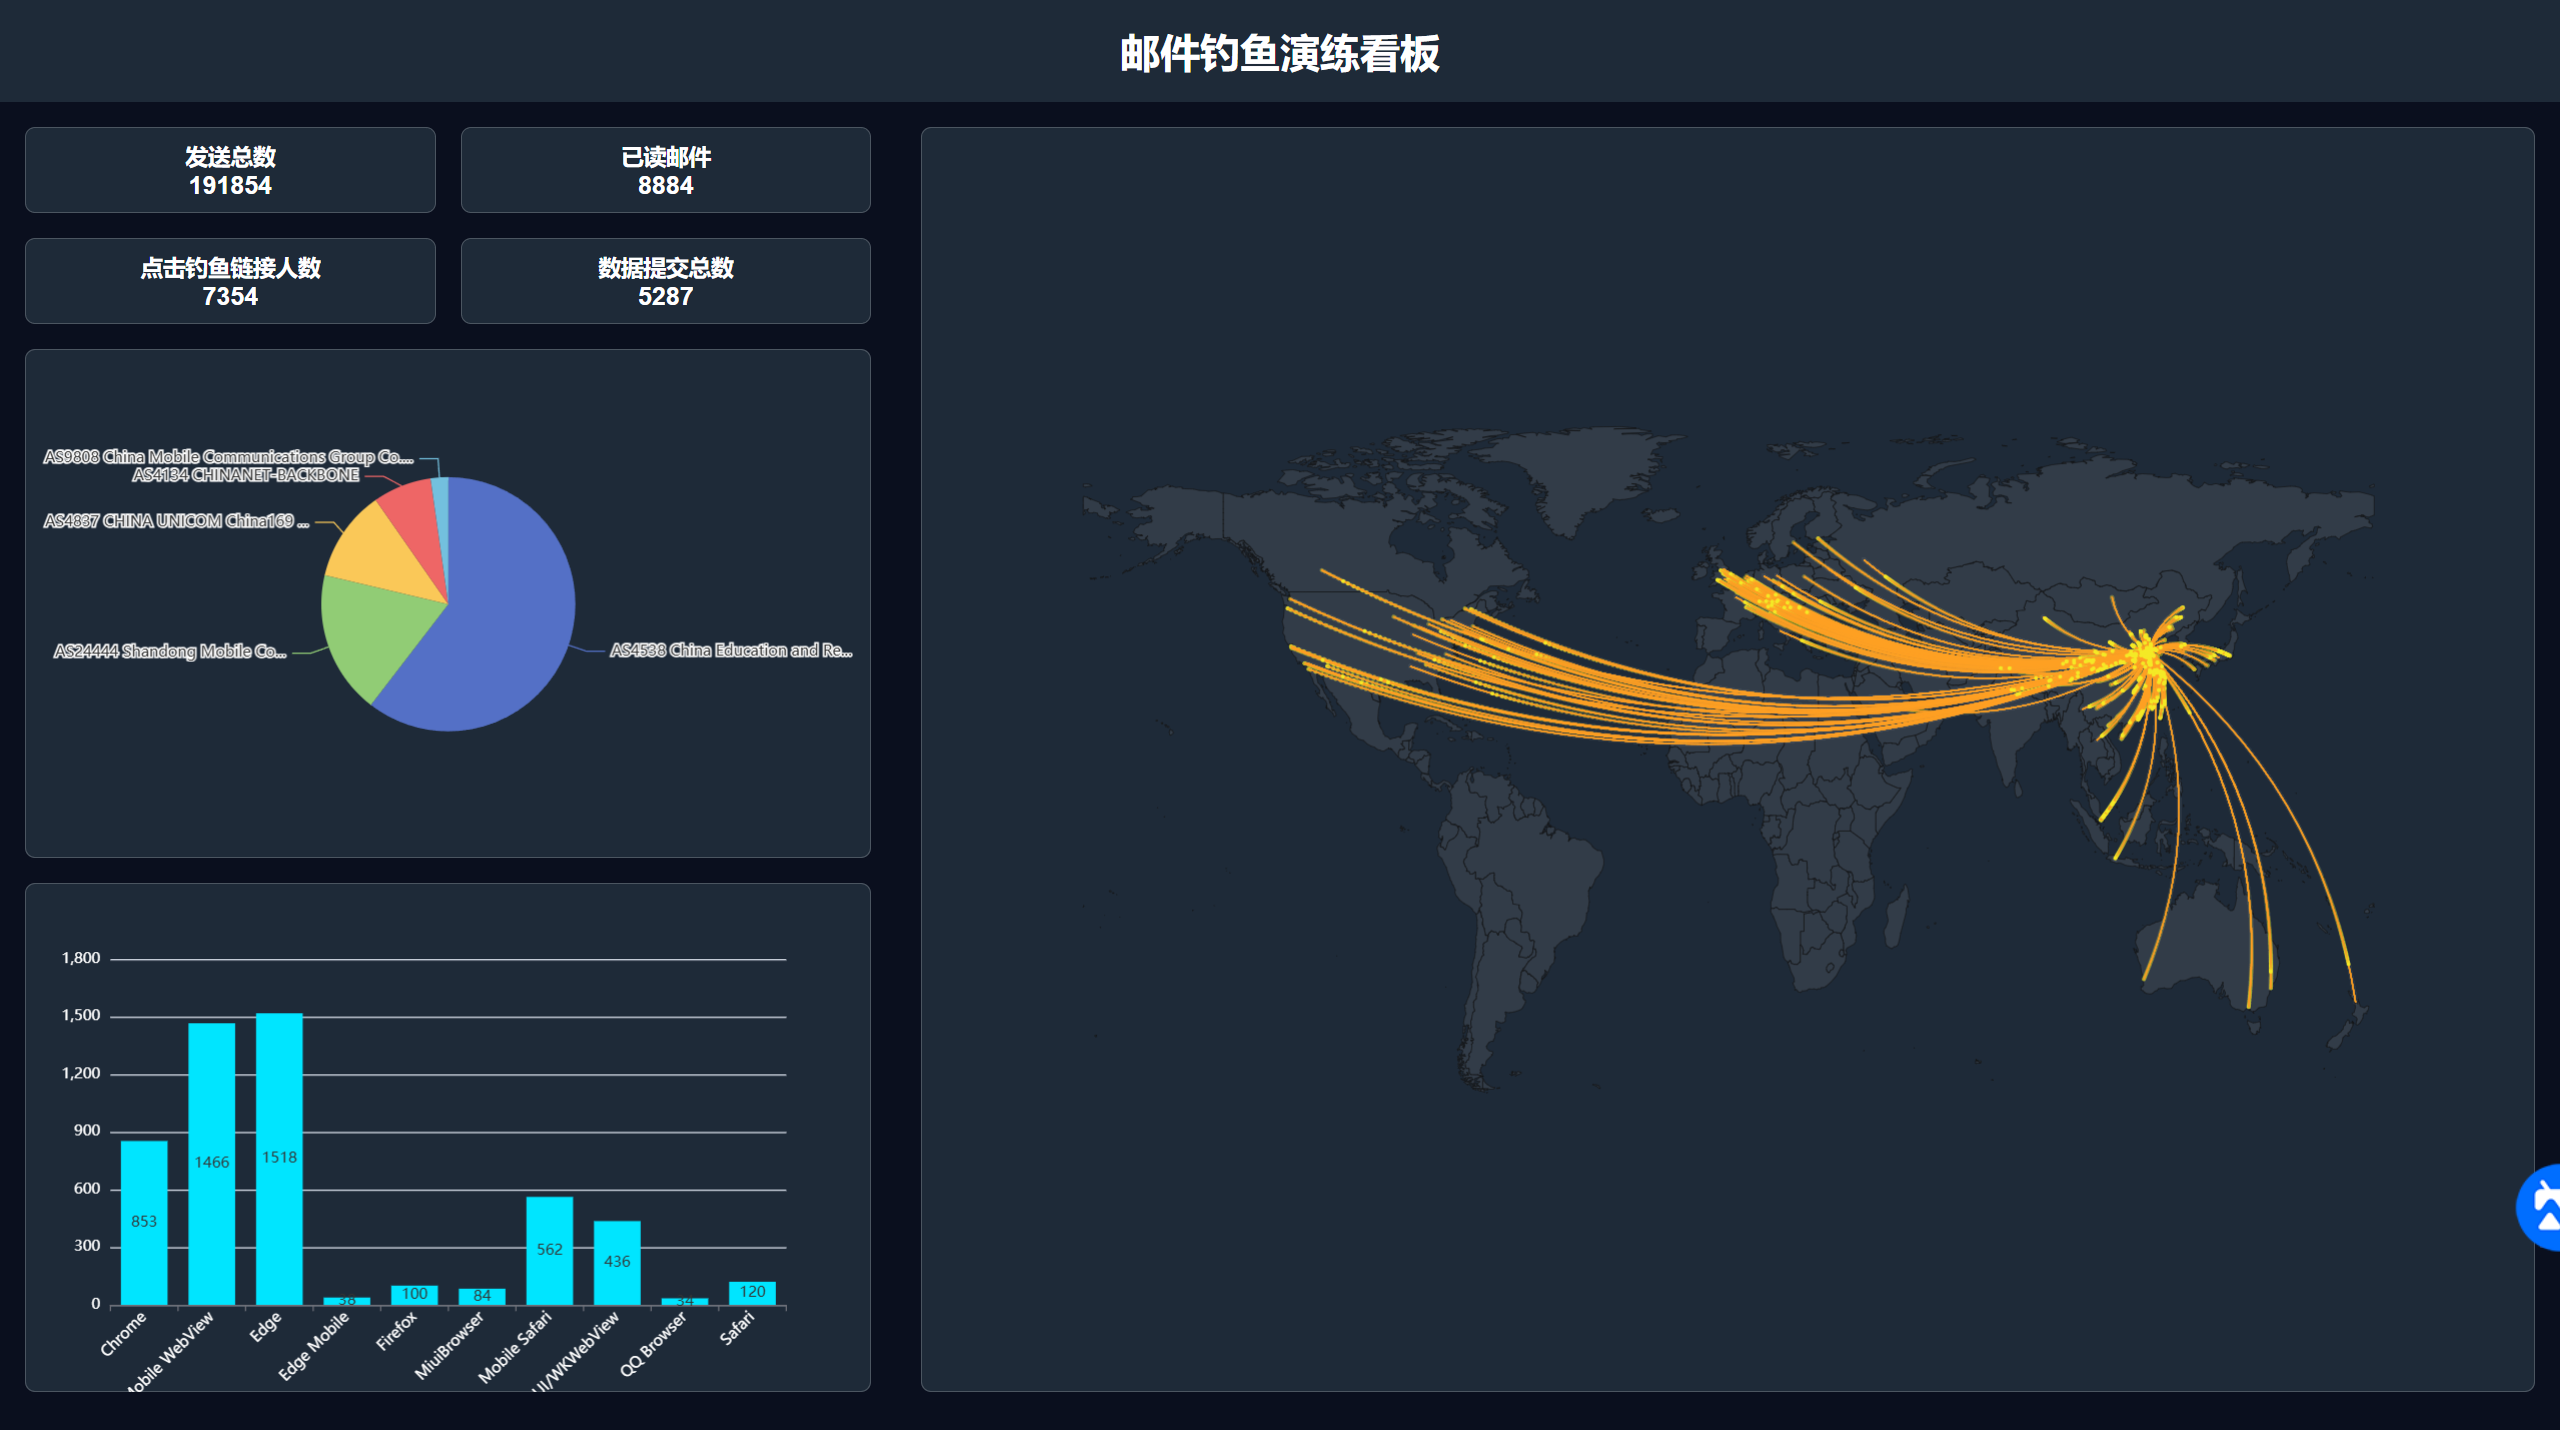 邮件钓鱼演练看板
发送总数
191854
已读邮件
8884
点击钓鱼链接人数
7354
数据提交总数
5287
AS9808 China Mobile Communications Group Co....
AS4134 CHINANET-BACKBONE
AS4837 CHINA UNICOM China169 ...
AS24444 Shandong Mobile Co...
AS4538 China Education and Re...
1,800
1,500
1,200
900
600
300
0
853
1466
1518
38
100
84
562
436
34
120
Chrome
Mobile WebView
Edge
Edge Mobile
Firefox
MiuiBrowser
Mobile Safari
UI/WKWebView
QQ Browser
Safari